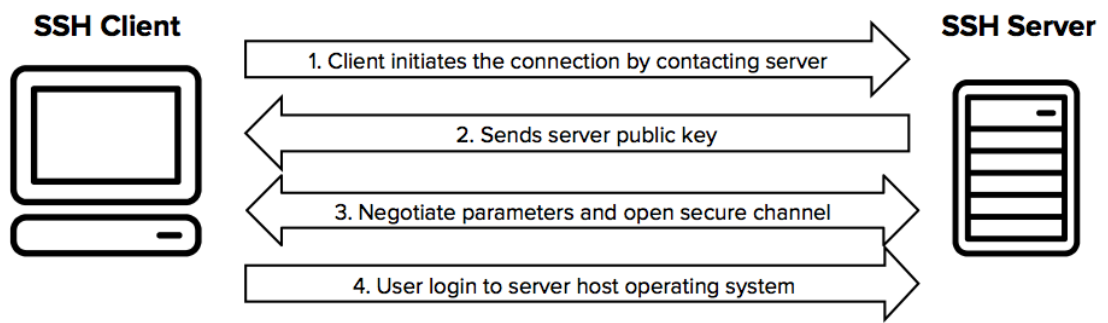 SSH Client
SSH Server
1. Client initiates the connection by contacting server
2. Sends server public key
3. Negotiate parameters and open secure channel
4. User login to server host operating system